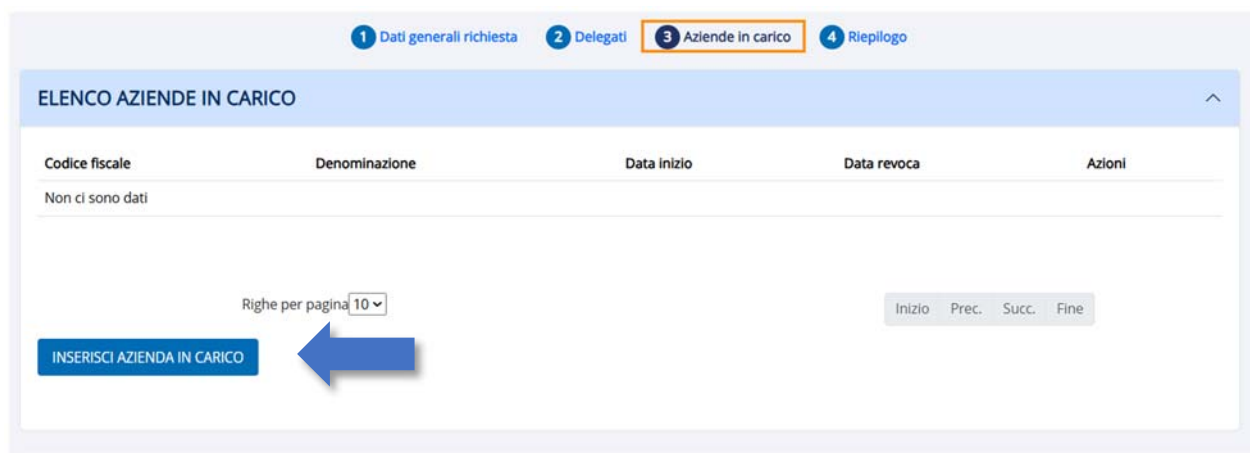 1 Dati generali richiesta 2 Delegati 3 Aziende in carico 4 Riepilogo
ELENCO AZIENDE IN CARICO
Codice fiscale Denominazione Data inizio Data revoca Azioni
Non ci sono dati
Righe per pagina 10 Inizio Prec. Succ. Fine
INSERISCI AZIENDA IN CARICO